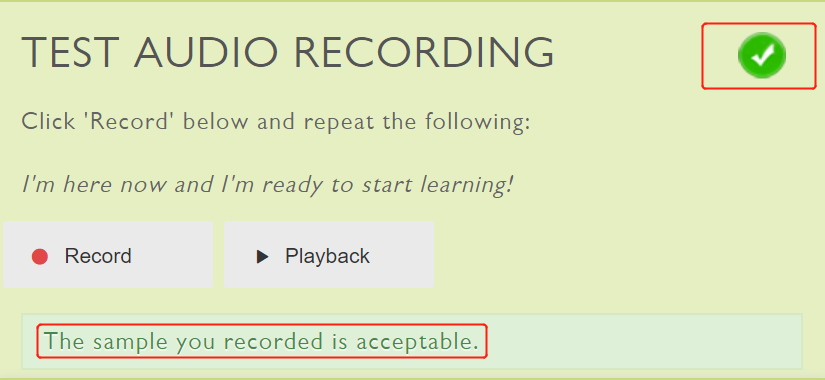 TEST AUDIO RECORDING
Click 'Record' below and repeat the following:
I'm here now and I'm ready to start learning!
Record
Playback
The sample you recorded is acceptable.